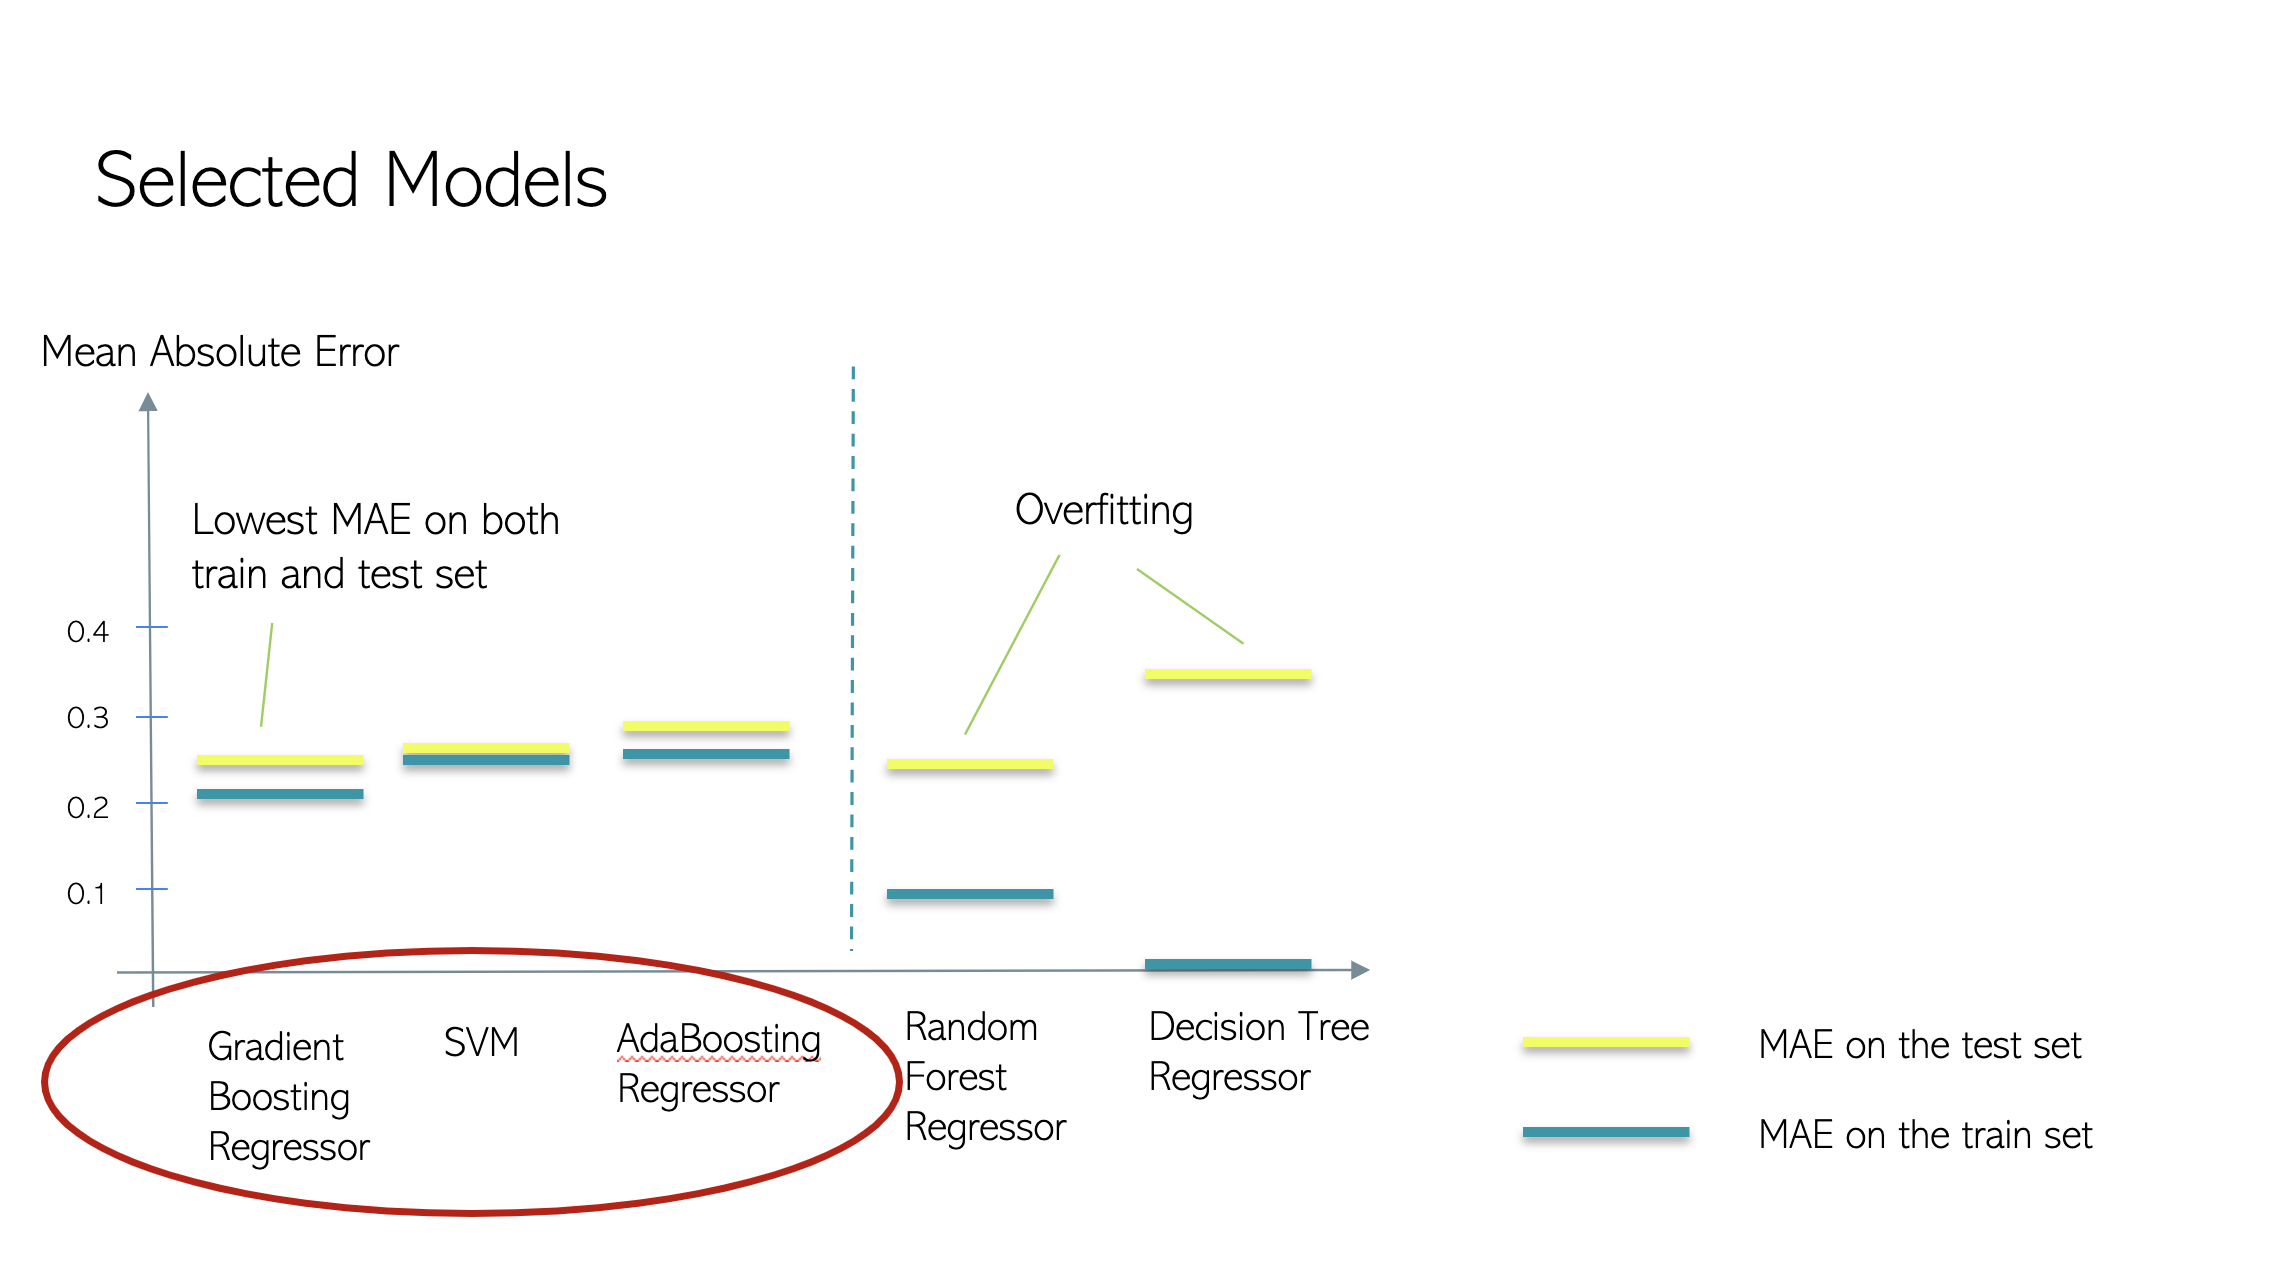 Selected Models
Mean Absolute Error
Lowest MAE on both
train and test set
Overfitting
0.4
0.3
0.2
0.1
Gradient
Boosting
Regressor
SVM
AdaBoosting
Regressor
Random
Forest
Regressor
Decision Tree
Regressor
MAE on the test set
MAE on the train set